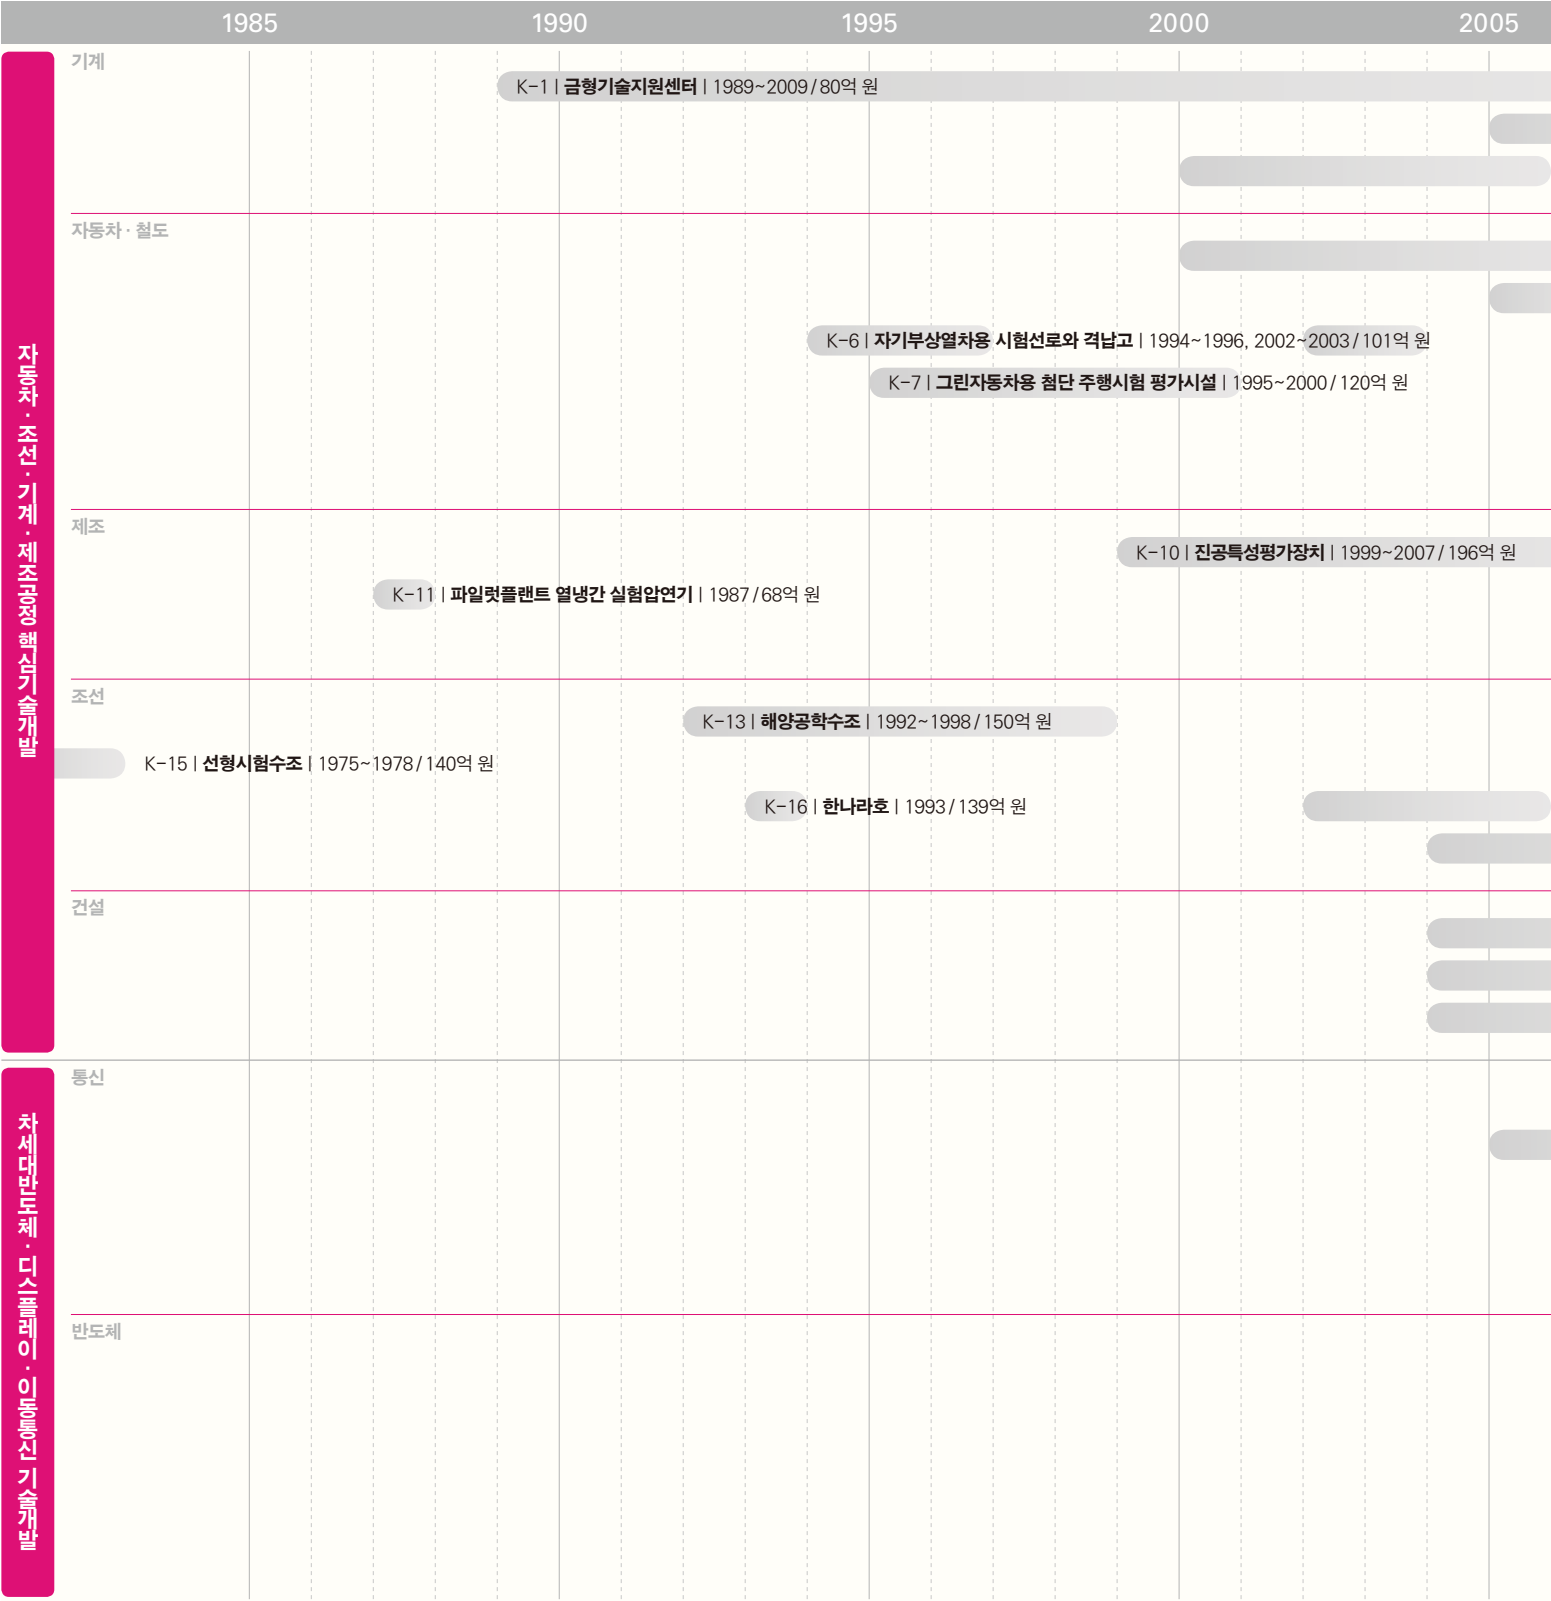 1985 1990 1995 2000 2005
자동차·조선·기계·제조공정 핵심기술개발
기계
K-1 | 금형기술지원센터 | 1989~2009/80억 원
자동차·철도
K-6 | 자기부상열차용 시험선로와 격납고 | 1994~1996, 2002~2003/101억 원
K-7 | 그린자동차용 첨단 주행시험 평가시설 | 1995~2000/120억 원
제조
K-10 | 진공특성평가장치 | 1999~2007/196억 원
K-11 | 파일럿플랜트 열냉간 실험압연기 | 1987/68억 원
조선
K-13 | 해양공학수조 | 1992~1998/150억 원
K-15 | 선형시험수조 | 1975~1978/140억 원
K-16 | 한나라호 | 1993/139억 원
건설
차세대반도체·디스플레이·이동통신 기술개발
통신
반도체